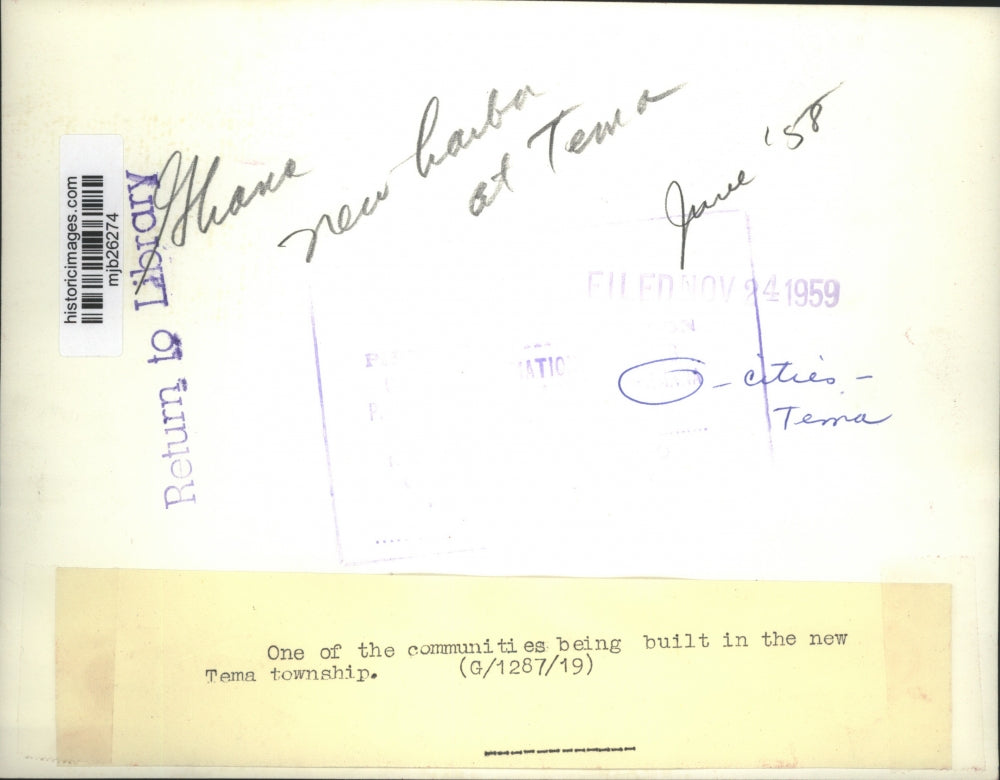 Ghana
new harbor
at Tema
June '58
historicimages.com
mjb26274
Return to Library
FILED NOV 24 1959
- cities -
Tema
One of the communities being built in the new
Tema township. (G/1287/19)